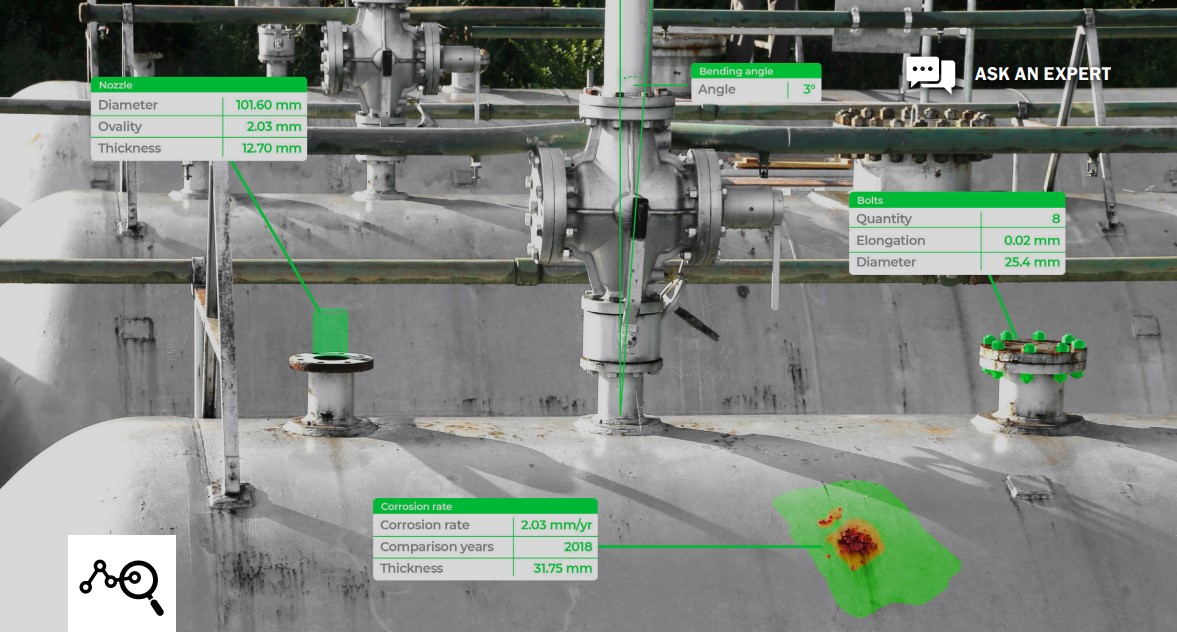 Nozzle
Diameter 101.60 mm
Ovality 2.03 mm
Thickness 12.70 mm
Bending angle
Angle 3°
ASK AN EXPERT
Bolts
Quantity 8
Elongation 0.02 mm
Diameter 25.4 mm
Corrosion rate
Corrosion rate 2.03 mm/yr
Comparison years 2018
Thickness 31.75 mm